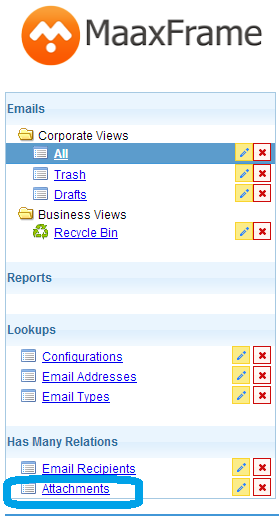 MaaxFrame
Emails
Corporate Views
All
Trash
Drafts
Business Views
Recycle Bin
Reports
Lookups
Configurations
Email Addresses
Email Types
Has Many Relations
Email Recipients
Attachments